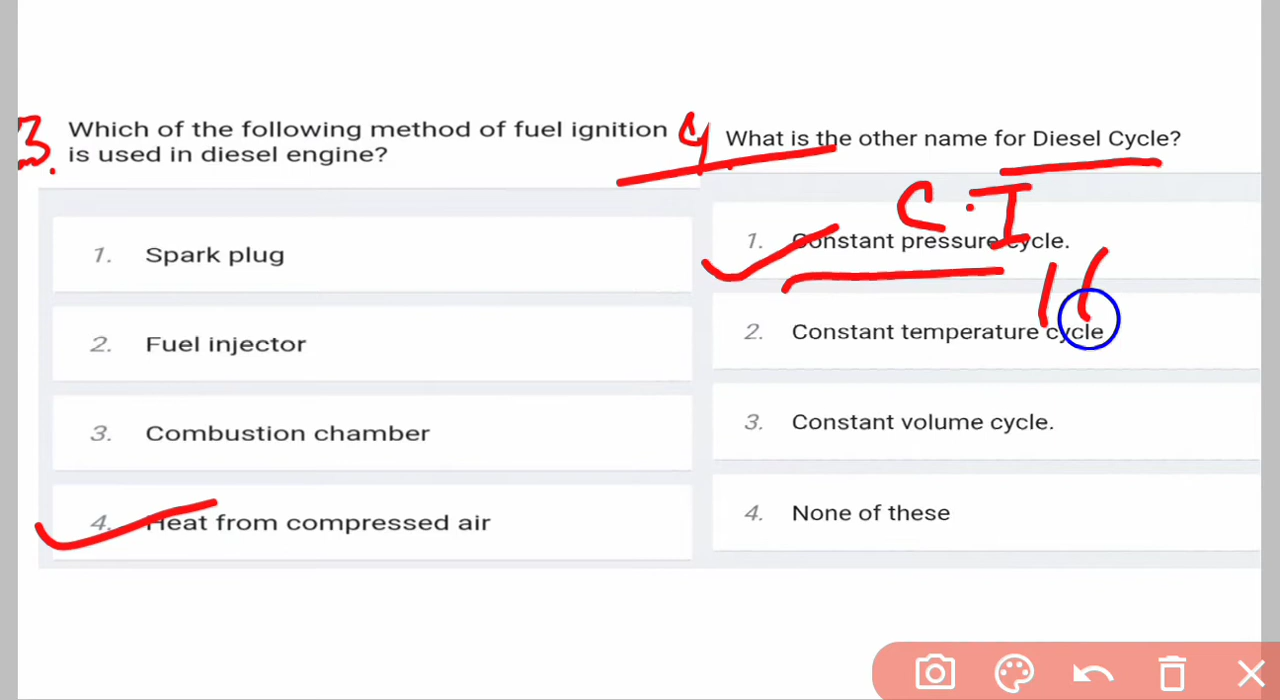 3.
Which of the following method of fuel ignition
is used in diesel engine?
1. Spark plug
2. Fuel injector
3. Combustion chamber
4. Heat from compressed air
4.
What is the other name for Diesel Cycle?
C.I
1. Constant pressure cycle.
16
2. Constant temperature cycle
3. Constant volume cycle.
4. None of these